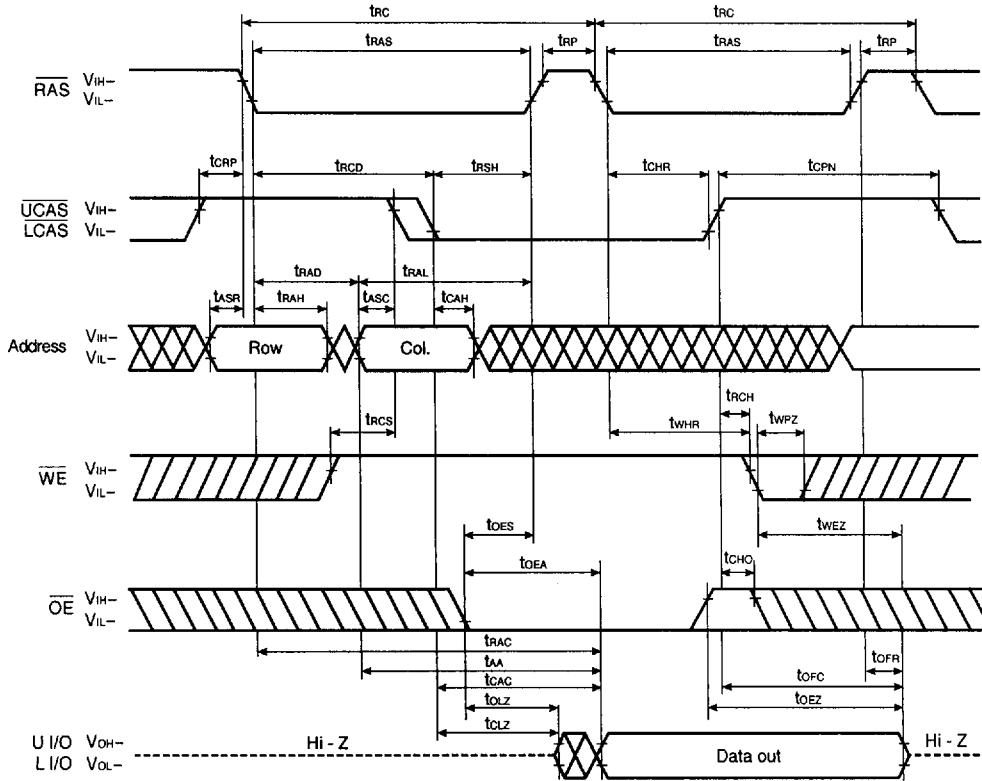 tRC tRC
tRAS tRP tRAS tRP
RAS VIH–
VIL–
tCRP tRCD tRSH tCHR tCPN
UCAS VIH–
LCAS VIL–
tRAD tRAL
tASR tRAH tASC tCAH
Address VIH–
VIL–
Row Col.
tRCH
tRCS tWHR tWPZ
WE VIH–
VIL–
tOES tWEZ
tOEA tCHO
OE VIH–
VIL–
tRAC
tAA tOFR
tCAC tOFC
tOLZ tOEZ
tCLZ
U I/O VOH–
L I/O VOL–
Hi - Z Data out Hi - Z